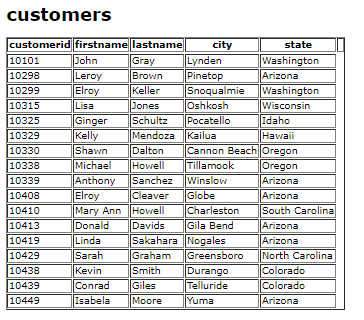 customers
customerid firstname lastname city state
10101 John Gray Lynden Washington
10298 Leroy Brown Pinetop Arizona
10299 Elroy Keller Snoqualmie Washington
10315 Lisa Jones Oshkosh Wisconsin
10325 Ginger Schultz Pocatello Idaho
10329 Kelly Mendoza Kailua Hawaii
10330 Shawn Dalton Cannon Beach Oregon
10338 Michael Howell Tillamook Oregon
10339 Anthony Sanchez Winslow Arizona
10408 Elroy Cleaver Globe Arizona
10410 Mary Ann Howell Charleston South Carolina
10413 Donald Davids Gila Bend Arizona
10419 Linda Sakahara Nogales Arizona
10429 Sarah Graham Greensboro North Carolina
10438 Kevin Smith Durango Colorado
10439 Conrad Giles Telluride Colorado
10449 Isabela Moore Yuma Arizona